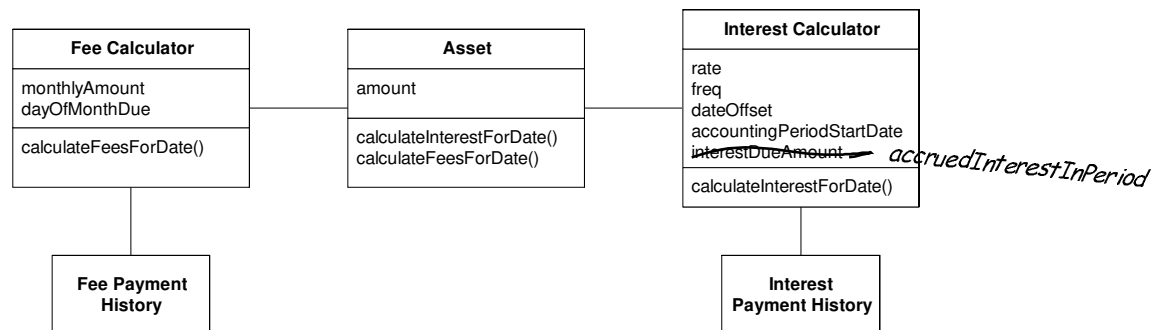 Fee Calculator
monthlyAmount
dayOfMonthDue
calculateFeesForDate()
Asset
amount
calculateInterestForDate()
calculateFeesForDate()
Interest Calculator
rate
freq
dateOffset
accountingPeriodStartDate
interestDueAmount
accruedInterestInPeriod
calculateInterestForDate()
Fee Payment
History
Interest
Payment History